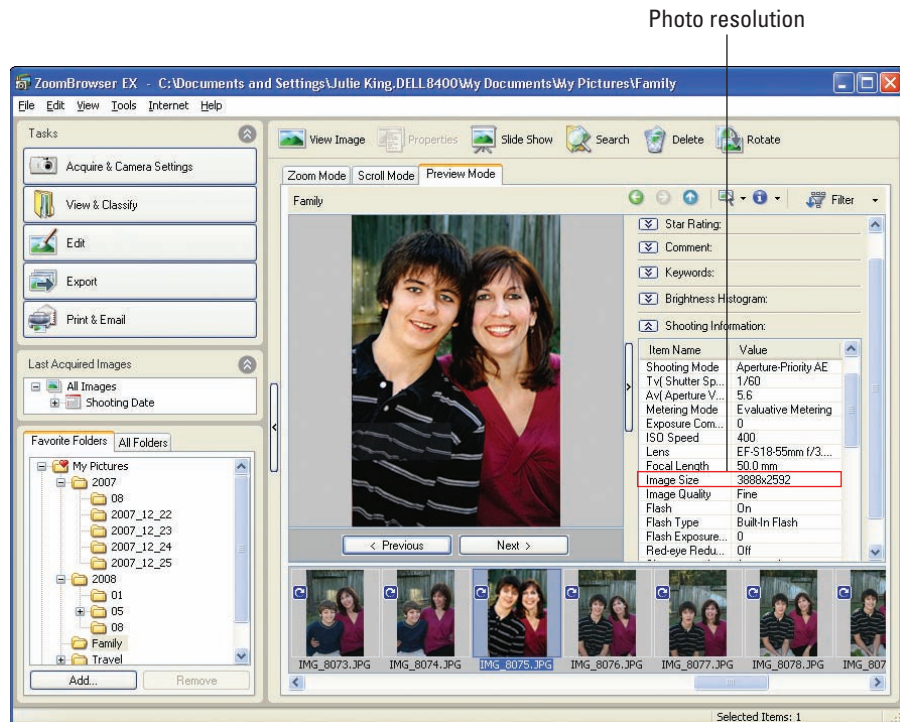 Photo resolution
ZoomBrowser EX - C:\Documents and Settings\Julie King.DELL8400\My Documents\My Pictures\Family
File Edit View Tools Internet Help
Tasks
Acquire & Camera Settings
View & Classify
Edit
Export
Print & Email
Last Acquired Images
All Images
Shooting Date
Favorite Folders All Folders
My Pictures
2007
08
2007_12_22
2007_12_23
2007_12_24
2007_12_25
2008
01
05
08
Family
Travel
Add... Remove
View Image Properties Slide Show Search Delete Rotate
Zoom Mode Scroll Mode Preview Mode
Family Filter
< Previous Next >
Star Rating:
Comment:
Keywords:
Brightness Histogram:
Shooting Information:
Item Name Value
Shooting Mode Aperture-Priority AE
Tv( Shutter Sp... 1/60
Av( Aperture V... 5.6
Metering Mode Evaluative Metering
Exposure Com... 0
ISO Speed 400
Lens EF-S18-55mm f/3....
Focal Length 50.0 mm
Image Size 3888x2592
Image Quality Fine
Flash On
Flash Type Built-In Flash
Flash Exposure... 0
Red-eye Redu... Off
IMG_8073.JPG IMG_8074.JPG IMG_8075.JPG IMG_8076.JPG IMG_8077.JPG IMG_8078.JPG IMG_807
Selected Items: 1